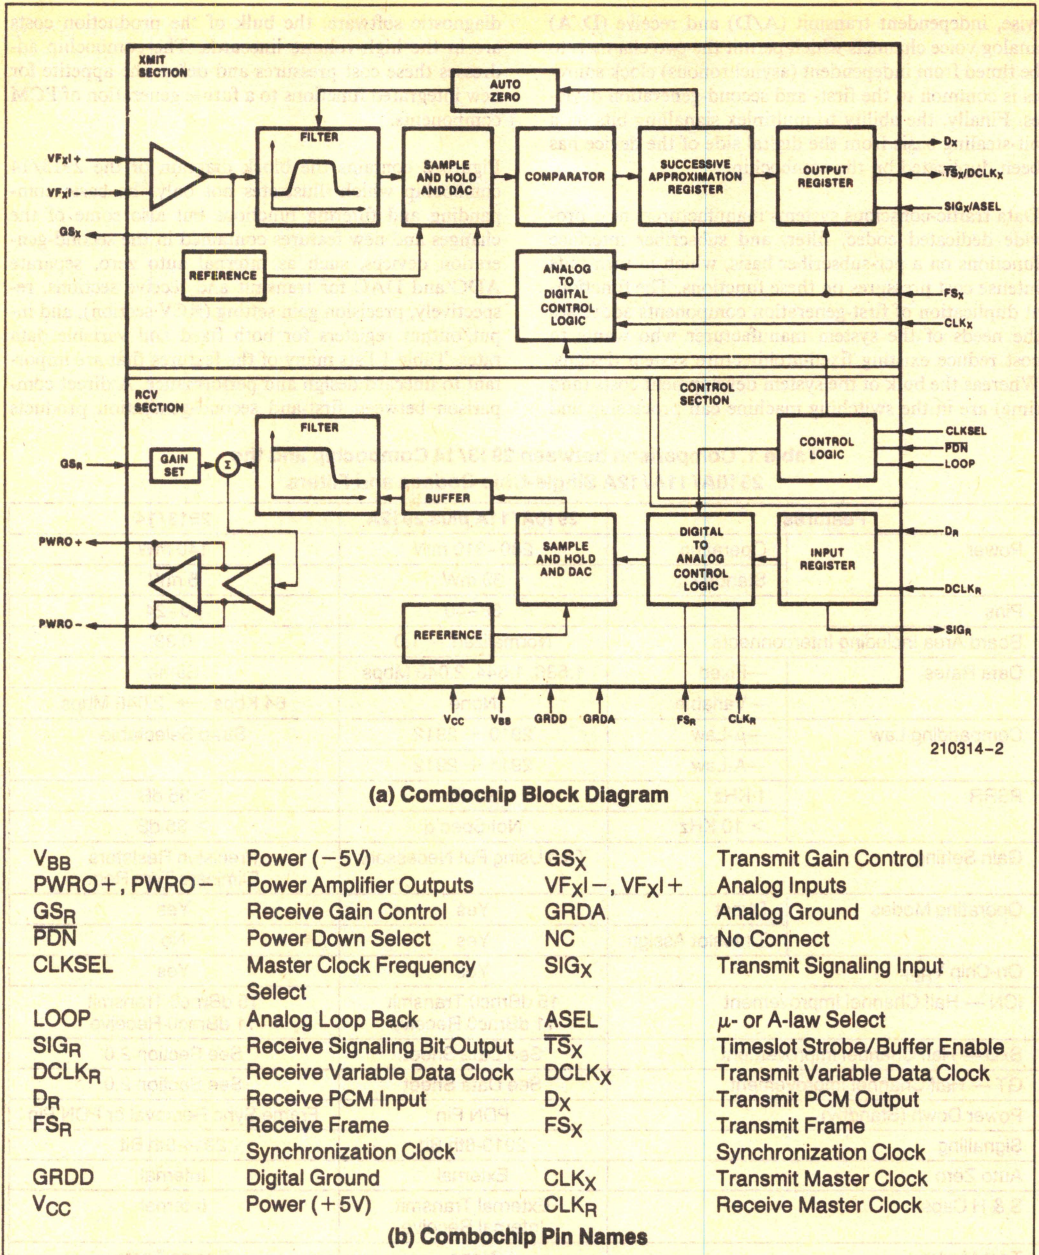 XMIT
SECTION
AUTO
ZERO
FILTER
VFXI+
VFXI−
GSX
SAMPLE
AND HOLD
AND DAC
COMPARATOR
SUCCESSIVE
APPROXIMATION
REGISTER
OUTPUT
REGISTER
DX
TSX/DCLKX
SIGX/ASEL
REFERENCE
ANALOG
TO DIGITAL
CONTROL
LOGIC
FSX
CLKX
RCV
SECTION
CONTROL
SECTION
FILTER
GSR
GAIN
SET
Σ
BUFFER
CONTROL
LOGIC
CLKSEL
PDN
LOOP
PWRO+
PWRO−
SAMPLE
AND HOLD
AND DAC
DIGITAL
TO
ANALOG
CONTROL
LOGIC
INPUT
REGISTER
DR
DCLKR
SIGR
REFERENCE
VCC VBB GRDD GRDA FSR CLKR
210314–2
(a) Combochip Block Diagram
VBB Power (−5V) GSX Transmit Gain Control
PWRO+, PWRO− Power Amplifier Outputs VFXI−, VFXI+ Analog Inputs
GSR Receive Gain Control GRDA Analog Ground
PDN Power Down Select NC No Connect
CLKSEL Master Clock Frequency SIGX Transmit Signaling Input
Select
LOOP Analog Loop Back ASEL μ- or A-law Select
SIGR Receive Signaling Bit Output TSX Timeslot Strobe/Buffer Enable
DCLKR Receive Variable Data Clock DCLKX Transmit Variable Data Clock
DR Receive PCM Input DX Transmit PCM Output
FSR Receive Frame FSX Transmit Frame
Synchronization Clock Synchronization Clock
GRDD Digital Ground CLKX Transmit Master Clock
VCC Power (+5V) CLKR Receive Master Clock
(b) Combochip Pin Names